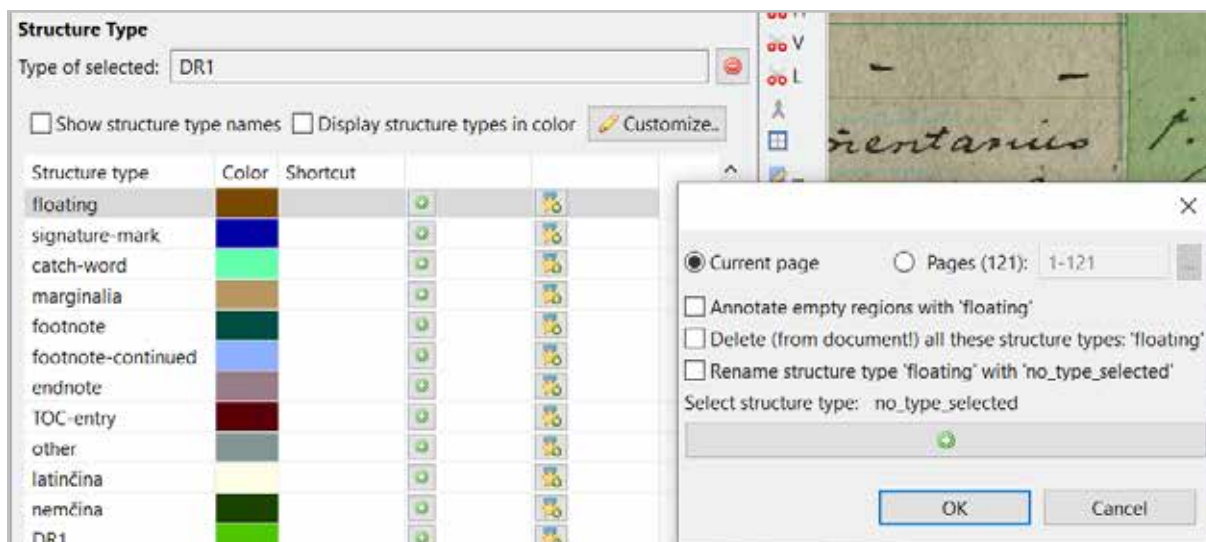 Structure Type
Type of selected: DR1
Show structure type names Display structure types in color Customize..
Structure type Color Shortcut
floating
signature-mark
catch-word
marginalia
footnote
footnote-continued
endnote
TOC-entry
other
latinčina
nemčina
DR1
V
L
Current page Pages (121): 1-121 ...
Annotate empty regions with 'floating'
Delete (from document!) all these structure types: 'floating'
Rename structure type 'floating' with 'no_type_selected'
Select structure type: no_type_selected
OK Cancel